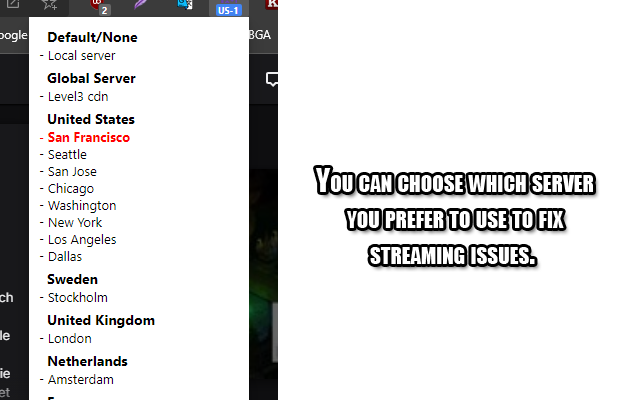 2
US-1
ogle
BGA
Default/None
- Local server
Global Server
- Level3 cdn
United States
- San Francisco
- Seattle
- San Jose
- Chicago
- Washington
- New York
- Los Angeles
- Dallas
Sweden
- Stockholm
United Kingdom
- London
Netherlands
- Amsterdam
ch
le
ie
et
YOU CAN CHOOSE WHICH SERVER
YOU PREFER TO USE TO FIX
STREAMING ISSUES.